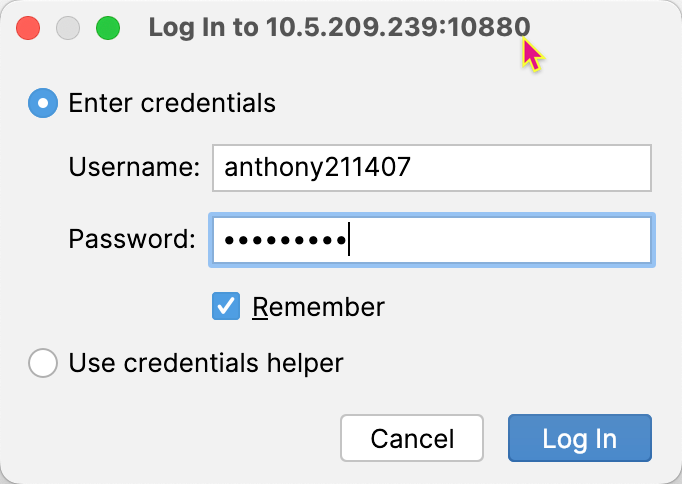 Log In to 10.5.209.239:10880
Enter credentials
Username: anthony211407
Password: •••••••••
Remember
Use credentials helper
Cancel Log In